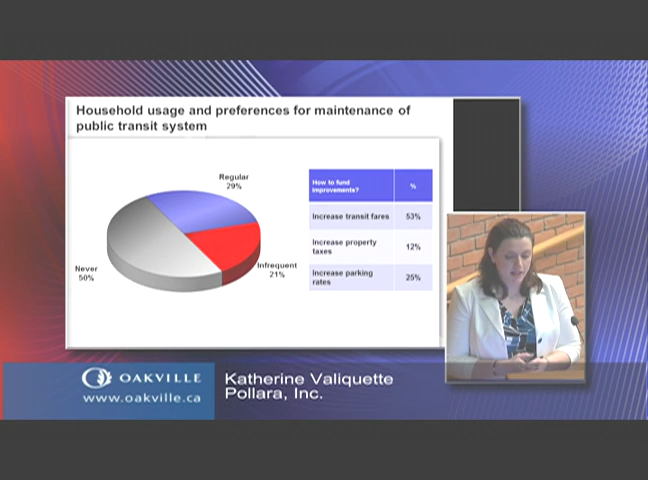 Household usage and preferences for maintenance of
public transit system
Regular
29%
Infrequent
21%
Never
50%
How to fund
improvements?
%
Increase transit fares 53%
Increase property
taxes
12%
Increase parking
rates
25%
OAKVILLE
www.oakville.ca
Katherine Valiquette
Pollara, Inc.